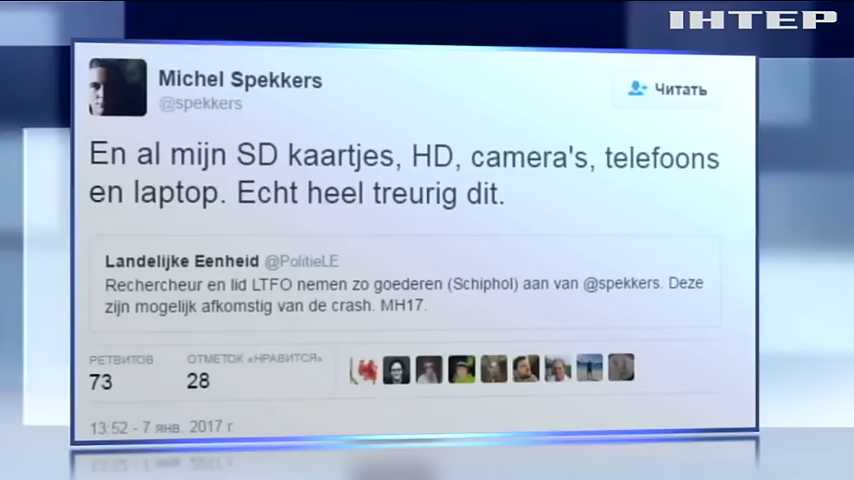 ІНТЕР
Michel Spekkers
@spekkers
Читать
En al mijn SD kaartjes, HD, camera's, telefoons
en laptop. Echt heel treurig dit.
Landelijke Eenheid @PolitieLE
Rechercheur en lid LTFO nemen zo goederen (Schiphol) aan van @spekkers. Deze
zijn mogelijk afkomstig van de crash. MH17.
РЕТВИТОВ
ОТМЕТОК «НРАВИТСЯ»
73
28
13:52 - 7 янв. 2017 г.